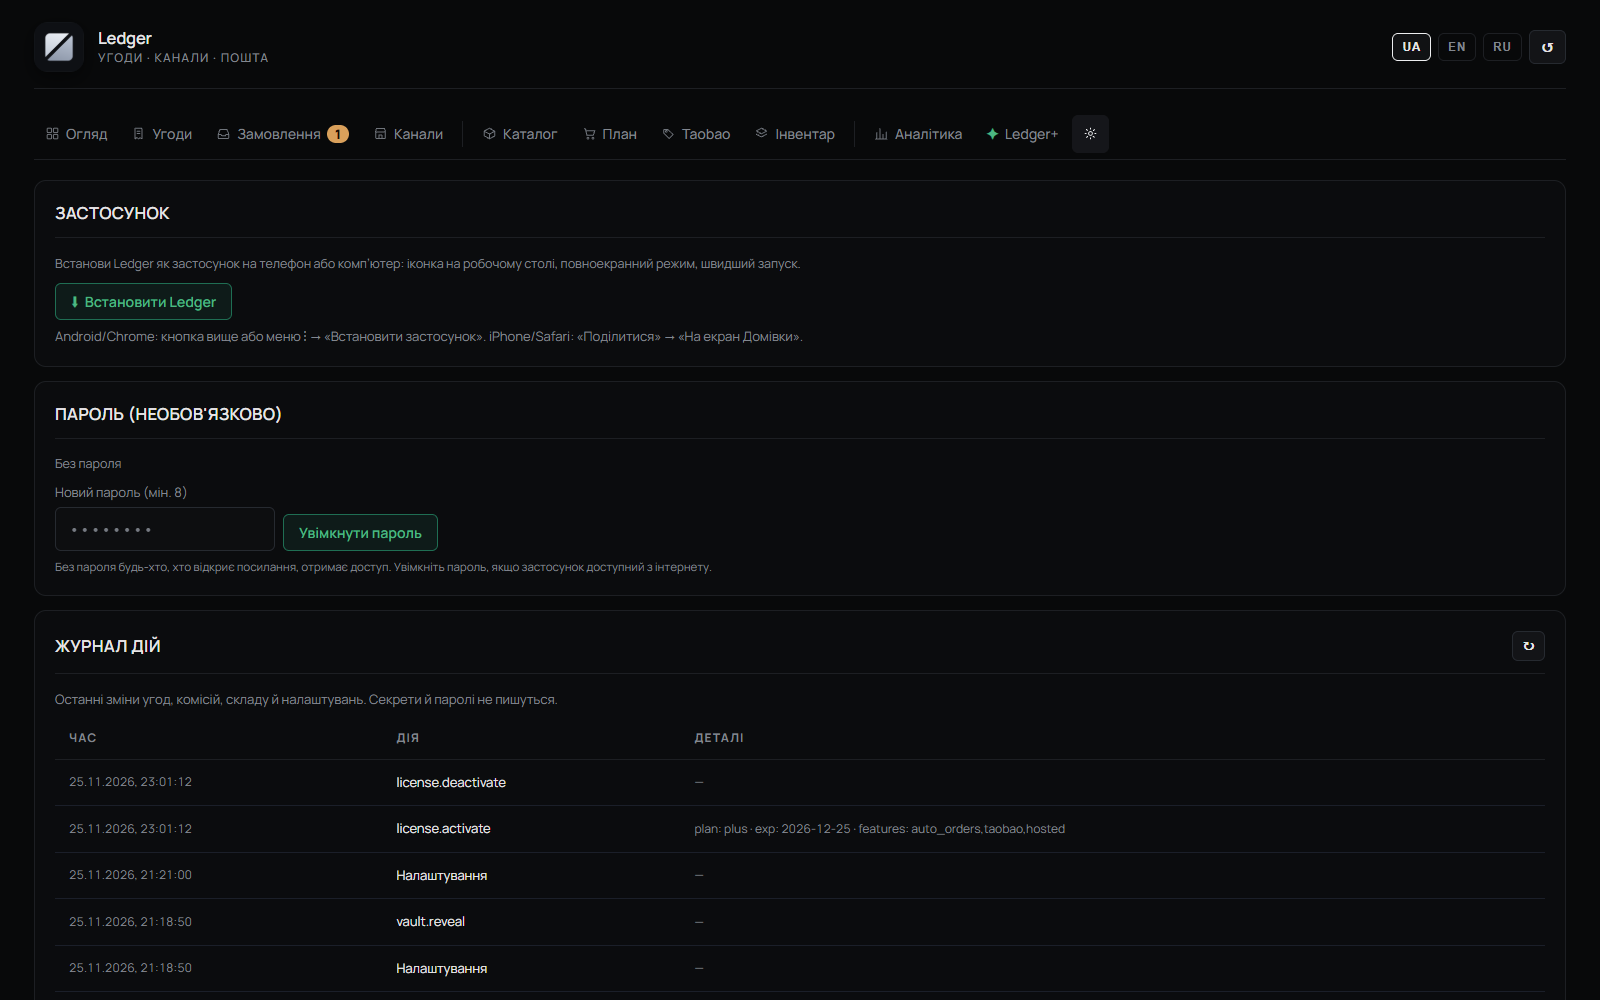 Ledger
УГОДИ · КАНАЛИ · ПОШТА
UA EN RU ↺
Огляд Угоди Замовлення 1 Канали Каталог План Taobao Інвентар Аналітика Ledger+
ЗАСТОСУНОК
Встанови Ledger як застосунок на телефон або комп'ютер: іконка на робочому столі, повноекранний режим, швидший запуск.
⬇ Встановити Ledger
Android/Chrome: кнопка вище або меню ⋮ → «Встановити застосунок». iPhone/Safari: «Поділитися» → «На екран Домівки».
ПАРОЛЬ (НЕОБОВ'ЯЗКОВО)
Без пароля
Новий пароль (мін. 8)
••••••••
Увімкнути пароль
Без пароля будь-хто, хто відкриє посилання, отримає доступ. Увімкніть пароль, якщо застосунок доступний з інтернету.
ЖУРНАЛ ДІЙ ↻
Останні зміни угод, комісій, складу й налаштувань. Секрети й паролі не пишуться.
ЧАС ДІЯ ДЕТАЛІ
25.11.2026, 23:01:12 license.deactivate —
25.11.2026, 23:01:12 license.activate plan: plus · exp: 2026-12-25 · features: auto_orders,taobao,hosted
25.11.2026, 21:21:00 Налаштування —
25.11.2026, 21:18:50 vault.reveal —
25.11.2026, 21:18:50 Налаштування —